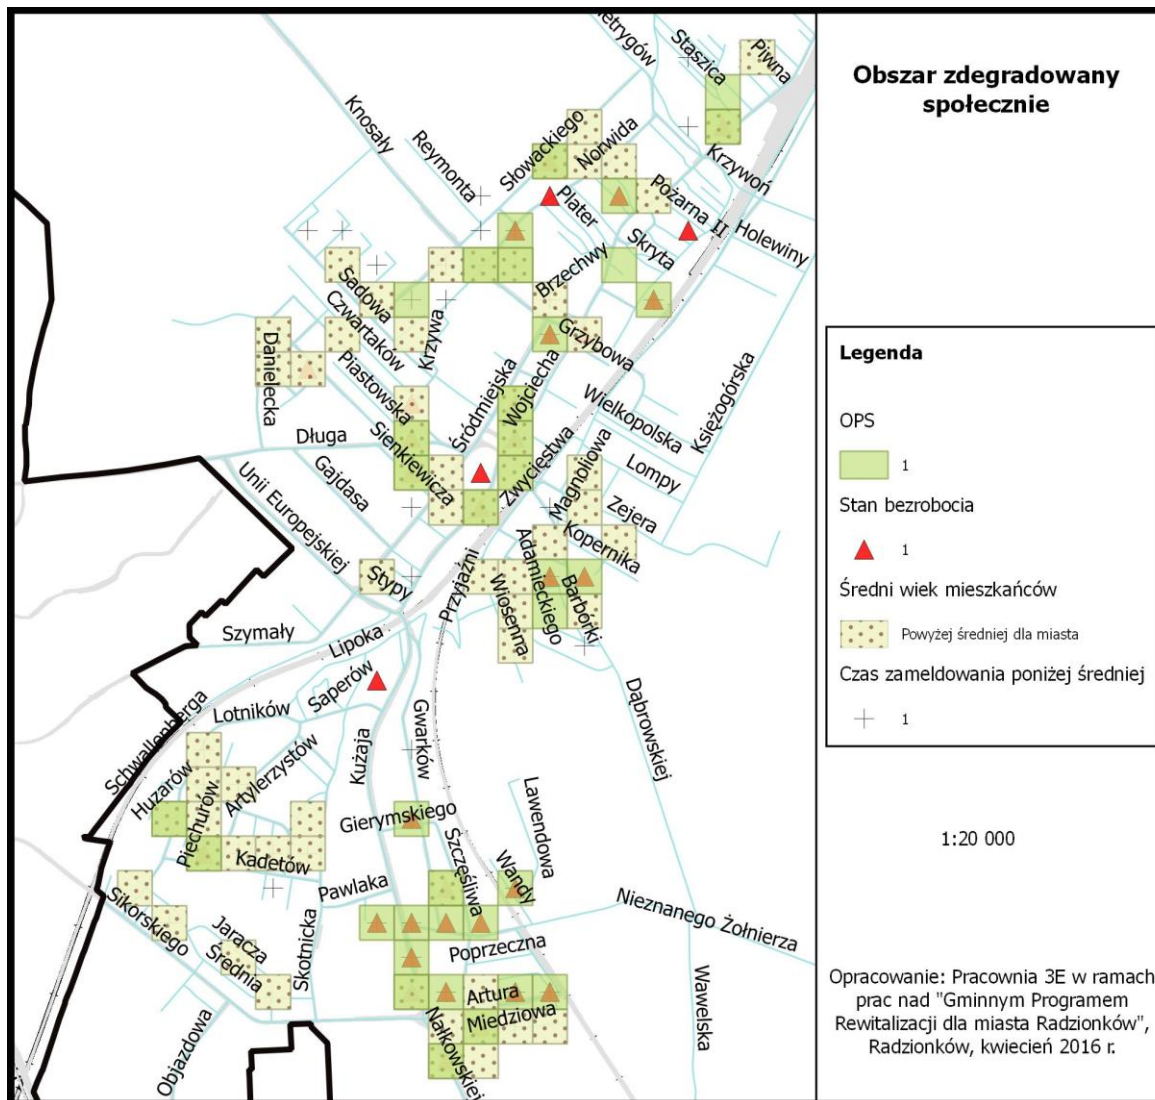 etrygów
Staszica
Piwna
Knosały
Reymonta
Słowackiego
Norwida
Krzywoń
Plater
Pożarna II
Holewiny
Skryta
Brzechwy
Sadowa
Czwartaków
Krzywa
Grzybowa
Danielecka
Piastowska
Śródmiejska
Wojciecha
Wielkopolska
Księżogórska
Długa
Sienkiewicza
Gajdasa
Unii Europejskiej
Zwycięstwa
Magnoliowa
Lompy
Zejera
Kopernika
Stypy
Przyjaźni
Adamieckiego
Barbórki
Wiosenna
Szymały
Lipoka
Saperów
Lotników
Schwallenberga
Dąbrowskiej
Gwarków
Kużaja
Huzarów
Artylerzystów
Piechurów
Gierymskiego
Lawendowa
Kadetów
Szczęśliwa
Wandy
Pawlaka
Sikorskiego
Nieznanego Żołnierza
Jaracza
Średnia
Skotnicka
Poprzeczna
Wawelska
Artura
Miedziowa
Nałkowskiej
Objazdowa
Obszar zdegradowany
społecznie
Legenda
OPS
1
Stan bezrobocia
1
Średni wiek mieszkańców
Powyżej średniej dla miasta
Czas zameldowania poniżej średniej
1
1:20 000
Opracowanie: Pracownia 3E w ramach
prac nad "Gminnym Programem
Rewitalizacji dla miasta Radzionków",
Radzionków, kwiecień 2016 r.